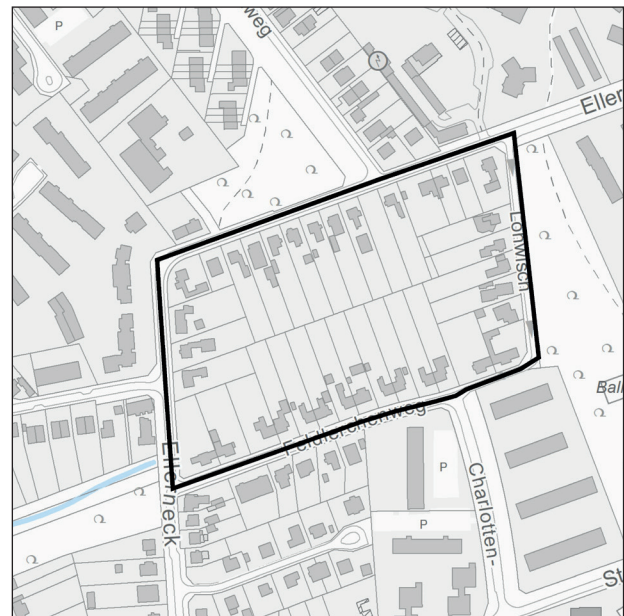 P
weg
Eller
Lohwisch
Ball
Feldlerchenweg
Ellerneck
P
P
Charlotten-
St